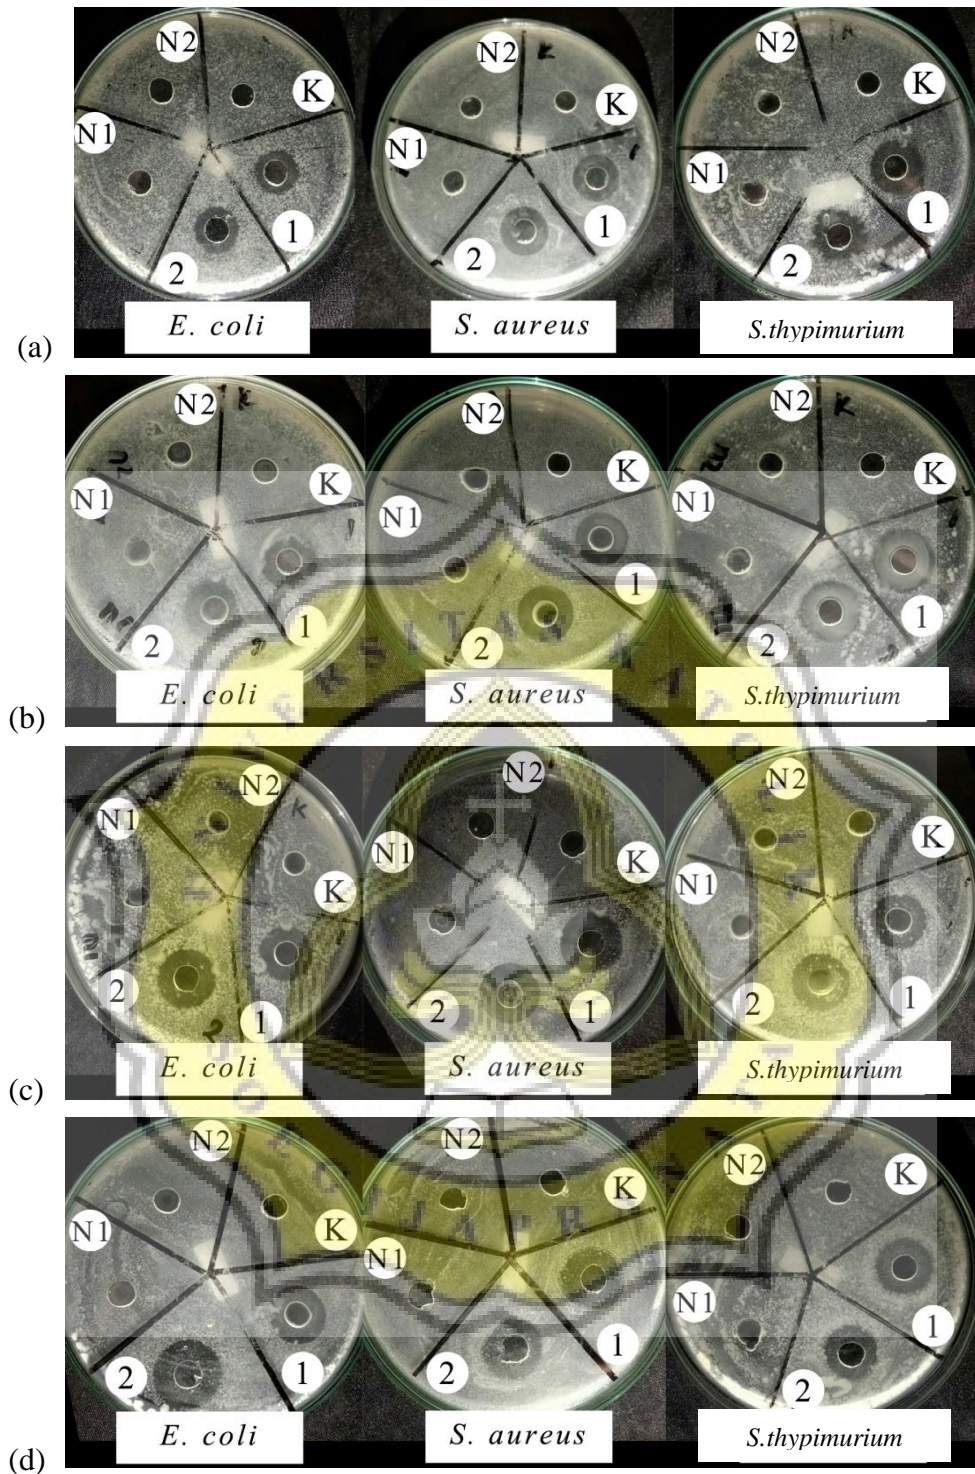 N2
K
N1
1
2
E. coli
N2
K
K
N1
1
2
S. aureus
N2
K
N1
1
2
S.thypimurium
(a)
N2
K
K
N1
1
2
E. coli
N2
K
N1
1
2
S. aureus
N2
K
K
N1
1
2
S.thypimurium
(b)
N2
K
N1
K
2
1
2
E. coli
N2
N1
K
2
1
S. aureus
N2
K
N1
2
1
S.thypimurium
(c)
N2
N1
K
2
1
E. coli
N2
K
N1
1
2
S. aureus
N2
K
N1
1
2
S.thypimurium
(d)